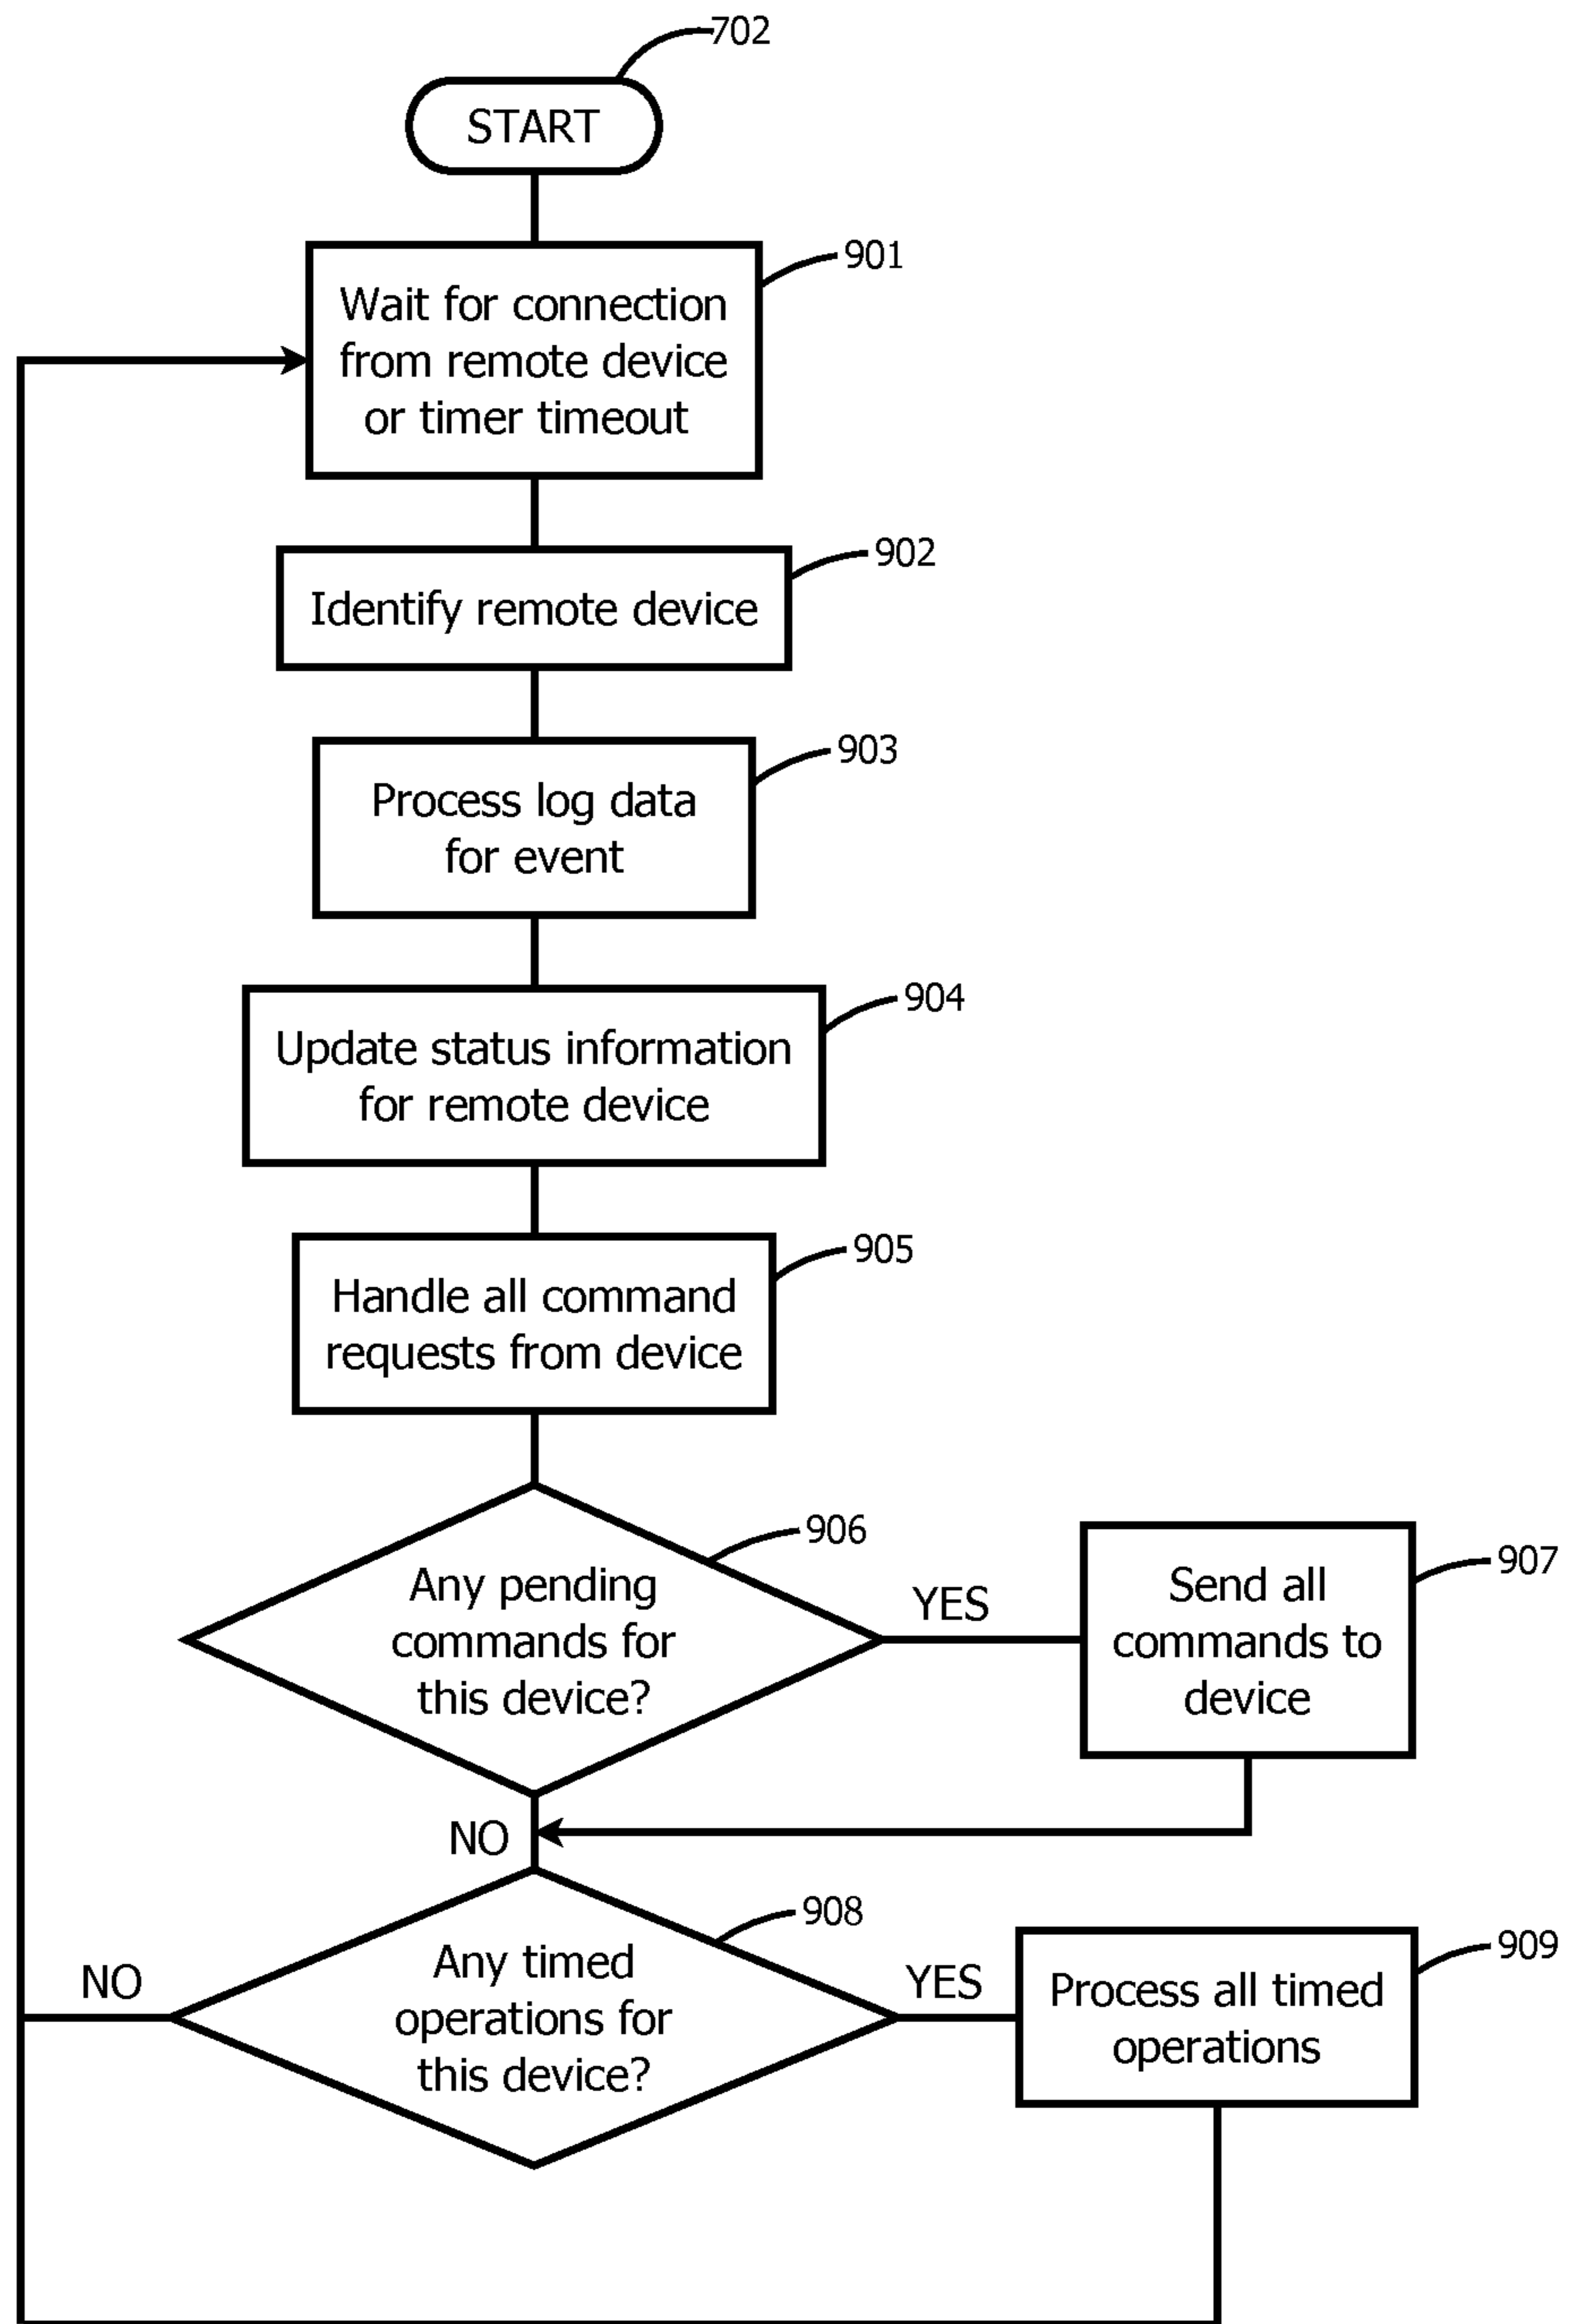 702
START
901
Wait for connection
from remote device
or timer timeout
902
Identify remote device
903
Process log data
for event
904
Update status information
for remote device
905
Handle all command
requests from device
906
Any pending
commands for
this device?
YES
907
Send all
commands to
device
NO
908
Any timed
operations for
this device?
NO
YES
909
Process all timed
operations